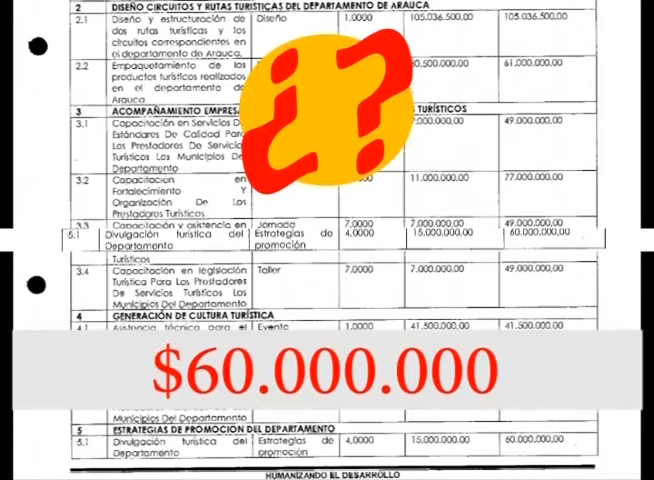 2 DISEÑO CIRCUITOS Y RUTAS TURISTICAS DEL DEPARTAMENTO DE ARAUCA
2.1 Diseño y estructuración de Diseño 1,0000 105.036.500,00 105.036.500,00
dos rutas turísticas y los
circuitos correspondientes en
el departamento de Arauca.
2.2 Empaquetamiento de los 30.500.000,00 61.000.000,00
productos turísticos realizados
en el departamento de
Arauca
¿?
3 ACOMPAÑAMIENTO TURÍSTICOS
3.1 Capacitación en Servicios 7.000.000,00 49.000.000,00
Estándares De Calidad
Los Prestadores De
Turísticos Los Municipios
Departamento
3.2 Capacitación en 11.000.000,00 77.000.000,00
Fortalecimiento Y
Organización De Los
Prestadores Turísticos.
3.3 Capacitación y asistencia en Jornada 7,0000 7.000.000,00 49.000.000,00
5.1 Divulgación turística del Estrategias de 4,0000 15.000.000,00 60.000.000,00
Departamento promoción
Turísticos
3.4 Capacitación en legislación Taller 7,0000 7.000.000,00 49.000.000,00
Turística Para Los Prestadores
De Servicios Turísticos Los
Municipios Del Departamento
4 GENERACIÓN DE CULTURA TURÍSTICA
4.1 Asistencia técnica para el Evento 1,0000 41.500.000,00 41.500.000,00
$60.000.000
Municipios Del Departamento
5 ESTRATEGIAS DE PROMOCION DEL DEPARTAMENTO
5.1 Divulgación turística del Estrategias de 4,0000 15.000.000,00 60.000.000,00
Departamento promoción
HUMANIZANDO EL DESARROLLO